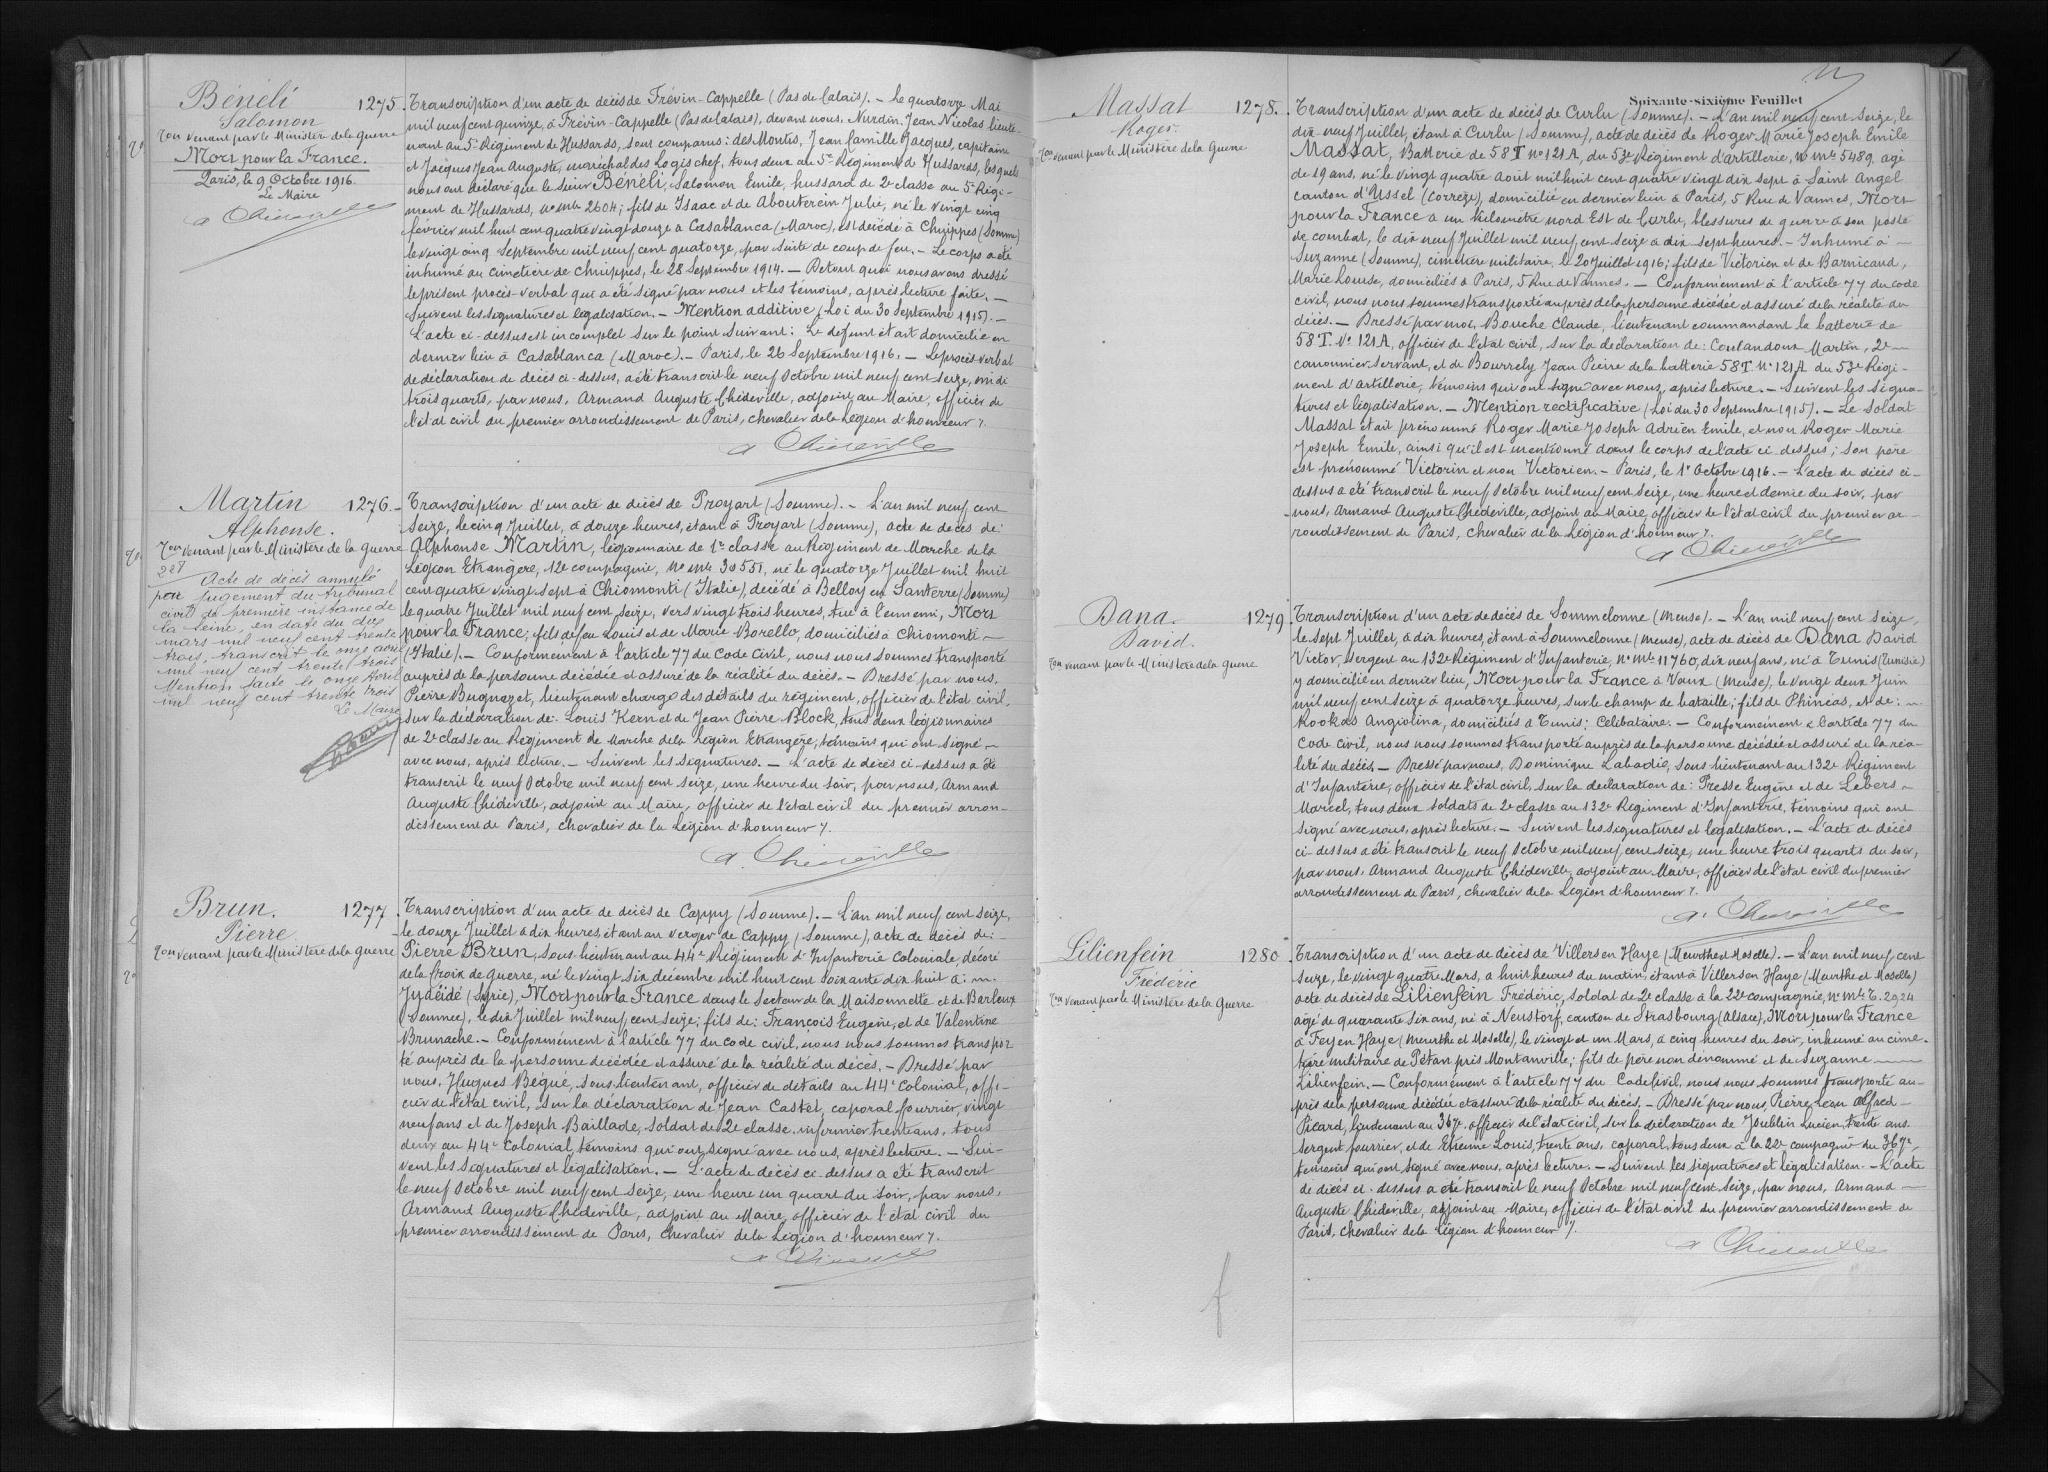 Bénéli
Salomon
1275
Ton venant par le Ministère de la Guerre
Mort pour la France.
Paris, le 9 Octobre 1916.
Le Maire
Transcription d'un acte de décès de Frévin-Cappelle (Pas de Calais). — Le quatorze Mai
mil neuf cent quinze, à Frévin-Cappelle (Pas de Calais), devant nous, Nurdin Jean Nicolas lieute-
nant au 5e Régiment de Hussards, sont comparus: des Montis, Jean Camille Jacques, capitaine
et Jacques Jean Auguste, maréchal des Logis chef, tous deux au 5e Régiment de Hussards, lesquels
nous ont déclaré que le sieur Bénéli, Salomon Emile, hussard de 2e classe au 5e Régi-
ment de Hussards, No Mle 2604; fils de Isaac et de Abouterein Julie, né le vingt cinq
février mil huit cent quatre vingt douze à Casablanca (Maroc), est décédé à Chuippes (Somme)
le vingt cinq Septembre mil neuf cent quatorze, par suite de coup de feu. — Le corps a été
inhumé au cimetière de Chuippes, le 28 Septembre 1914. — De tout quoi nous avons dressé
le présent procès-verbal qui a été signé par nous et les témoins, après lecture faite. —
Suivent les signatures et légalisation. — Mention additive (Loi du 30 Septembre 1915). —
L'acte ci-dessus est incomplet sur le point suivant: Le défunt était domicilié en
dernier lieu à Casablanca (Maroc). — Paris, le 26 Septembre 1916. — Le procès-verbal
de déclaration de décès ci-dessus, a été transcrit le neuf Octobre mil neuf cent seize, midi
trois quarts, par nous, Armand Auguste Chédeville, adjoint au Maire, officier de
l'état civil du premier arrondissement de Paris, chevalier de la Légion d'honneur.
A Chédeville
Martin
Alphonse.
1276.
Ton venant par le Ministère de la Guerre
228
Acte de décès annulé
par jugement du tribunal
civil de première instance de
la Seine, en date du dix
mars mil neuf cent trente
trois, transcrit le onze avril
mil neuf cent trente trois
Mention faite le onze Avril
mil neuf cent trente trois
Le Maire
Transcription d'un acte de décès de Proyart (Somme). — L'an mil neuf cent
seize, le cinq Juillet, à douze heures, étant à Proyart (Somme), acte de décès de:
Alphonse Martin, légionnaire de 1re classe au Régiment de Marche de la
Légion Etrangère, 12e compagnie, No Mle 30551, né le quatorze Juillet mil huit
cent quatre vingt sept à Chiomonti (Italie), décédé à Belloy en Santerre (Somme)
le quatre Juillet mil neuf cent seize, vers vingt trois heures, tué à l'ennemi, Mort
pour la France; fils de feu Louis et de Marie Borello, domiciliés à Chiomonti —
(Italie). — Conformément à l'article 77 du Code Civil, nous nous sommes transporté
auprès de la personne décédée et assuré de la réalité du décès. — Dressé par nous,
Pierre Bugnazet, lieutenant chargé des détails du régiment, officier de l'état civil,
sur la déclaration de: Louis Kern et de Jean Pierre Block, tous deux légionnaires
de 2e classe au Régiment de Marche de la Légion Etrangère, témoins qui ont signé —
avec nous, après lecture. — Suivent les signatures. — L'acte de décès ci-dessus a été
transcrit le neuf Octobre mil neuf cent seize, une heure du soir, par nous, Armand
Auguste Chédeville, adjoint au Maire, officier de l'état civil du premier arron-
dissement de Paris, chevalier de la Légion d'honneur.
A Chédeville
Brun.
Pierre
1277
Ton venant par le Ministère de la Guerre
Transcription d'un acte de décès de Cappy (Somme). — L'an mil neuf cent seize,
le douze Juillet à dix heures, étant au verger de Cappy (Somme), acte de décès de:
Pierre Brun, sous-lieutenant au 44e Régiment d'Infanterie Coloniale, décoré
de la Croix de Guerre, né le vingt six décembre mil huit cent soixante dix huit à:
Jydeïdé (Syrie), Mort pour la France dans le secteur de la Maisonnette et de Barleux
(Somme), le dix Juillet mil neuf cent seize; fils de: François Eugène, et de Valentine
Brunache. — Conformément à l'article 77 du code civil, nous nous sommes transpor-
té auprès de la personne décédée et assuré de la réalité du décès. — Dressé par
nous, Hugues Bégué, sous-lieutenant, officier de détails au 44e Colonial, offi-
cier de l'état civil, sur la déclaration de Jean Castet, caporal fourrier, vingt
neuf ans et de Joseph Baillade, soldat de 2e classe, infirmier trente ans, tous
deux au 44e Colonial, témoins qui ont signé avec nous, après lecture. — Sui-
vent les signatures et légalisation. — L'acte de décès ci-dessus a été transcrit
le neuf Octobre mil neuf cent seize, une heure un quart du soir, par nous,
Armand Auguste Chédeville, adjoint au Maire, officier de l'état civil du
premier arrondissement de Paris, chevalier de la Légion d'honneur.
A Chédeville
Soixante-sixième Feuillet
Massat
Roger.
1278.
Ton venant par le Ministère de la Guerre
Transcription d'un acte de décès de Curlu (Somme). — L'an mil neuf cent seize, le
dix-neuf Juillet, étant à Curlu (Somme), acte de décès de Roger Marie Joseph Emile
Massat, Batterie de 58 T No 121 A, du 53e Régiment d'artillerie, No Mle 5489, âgé
de 19 ans, né le vingt quatre Août mil huit cent quatre vingt dix sept à Saint Angel
canton d'Ussel (Corrèze), domicilié en dernier lieu à Paris, 5 Rue de Vannes, Mort
pour la France à un kilomètre nord Est de Curlu, blessures de guerre à son poste
de combat, le dix neuf Juillet mil neuf cent seize à dix sept heures. — Inhumé à —
Suzanne (Somme), cimetière militaire, le 20 Juillet 1916; fils de Victorien et de Barnicaud,
Marie Louise, domiciliés à Paris, 5 Rue de Vannes. — Conformément à l'article 77 du code
civil, nous nous sommes transporté auprès de la personne décédée et assuré de la réalité du
décès. — Dressé par moi, Bouche Claude, lieutenant commandant la batterie de
58 T. No 121 A, officier de l'état civil, sur la déclaration de: Coulandoux Martin, 2e
canonnier-servant, et de Bourrely Jean Pierre de la batterie 58 T No 121 A du 53e Régi-
ment d'Artillerie, témoins qui ont signé avec nous, après lecture. — Suivent les signa-
tures et légalisation. — Mention rectificative (Loi du 30 Septembre 1915). — Le soldat
Massat était prénommé Roger Marie Joseph Adrien Emile, et non Roger Marie
Joseph Emile, ainsi qu'il est mentionné dans le corps de l'acte ci-dessus; son père
est prénommé Victorin et non Victorien. — Paris, le 1er Octobre 1916. — L'acte de décès ci-
dessus a été transcrit le neuf Octobre mil neuf cent seize, une heure et demie du soir, par
nous, Armand Auguste Chédeville, adjoint au Maire, officier de l'état civil du premier ar-
rondissement de Paris, chevalier de la Légion d'honneur.
A Chédeville
Dana.
David.
1279
Ton venant par le Ministère de la Guerre
Transcription d'un acte de décès de Sommelonne (Meuse). — L'an mil neuf cent seize,
le sept Juillet, à dix heures, étant à Sommelonne (Meuse), acte de décès de Dana David
Victor, sergent au 132e Régiment d'Infanterie, No Mle 11760, dix neuf ans, né à Tunis (Tunisie)
y domicilié en dernier lieu, Mort pour la France à Vaux (Meuse), le vingt deux Juin
mil neuf cent seize à quatorze heures, sur le champ de bataille; fils de Phineas, et de:
Kookas Angiolina, domiciliés à Tunis; Célibataire. — Conformément à l'article 77 du
Code civil, nous nous sommes transporté auprès de la personne décédée et assuré de la réa-
lité du décès. — Dressé par nous, Dominique Labadie, sous lieutenant au 132e Régiment
d'Infanterie, officier de l'état civil, sur la déclaration de: Presse Eugène et de Lebers —
Marcel, tous deux soldats de 2e classe au 132e Régiment d'Infanterie, témoins qui ont
signé avec nous, après lecture. — Suivent les signatures et légalisation. — L'acte de décès
ci-dessus a été transcrit le neuf Octobre mil neuf cent seize, une heure trois quarts du soir,
par nous, Armand Auguste Chédeville, adjoint au Maire, officier de l'état civil du premier
arrondissement de Paris, chevalier de la Légion d'honneur.
A. Chédeville
Lilienfein
Frédéric
1280
Ton venant par le Ministère de la Guerre
Transcription d'un acte de décès de Villers en Haye (Meurthe et Moselle). — L'an mil neuf cent
seize, le vingt quatre Mars, à huit heures du matin, étant à Villers en Haye (Meurthe et Moselle)
acte de décès de Lilienfein Frédéric, soldat de 2e classe à la 22e compagnie, No Mle T. 2924
âgé de quarante six ans, né à Neustorf, canton de Strasbourg (Alsace), Mort pour la France
à Fey en Haye (Meurthe et Moselle), le vingt et un Mars, à cinq heures du soir, inhumé au cime-
tière militaire de Pétan près Montanville; fils de père non dénommé et de Suzanne —
Lilienfein. — Conformément à l'article 77 du Code Civil, nous nous sommes transporté au-
près de la personne décédée et assuré de la réalité du décès. — Dressé par nous, Pierre Léon Alfred —
Picard, lieutenant au 367e, officier de l'état civil, sur la déclaration de Joublin Lucien, trente ans
sergent fourrier, et de Etienne Louis, trente ans, caporal, tous deux à la 22e compagnie du 367e,
témoins qui ont signé avec nous, après lecture. — Suivent les signatures et légalisation. — L'acte
de décès ci-dessus a été transcrit le neuf Octobre mil neuf cent seize, par nous, Armand —
Auguste Chédeville, adjoint au Maire, officier de l'état civil du premier arrondissement de
Paris, chevalier de la Légion d'honneur.
A Chédeville